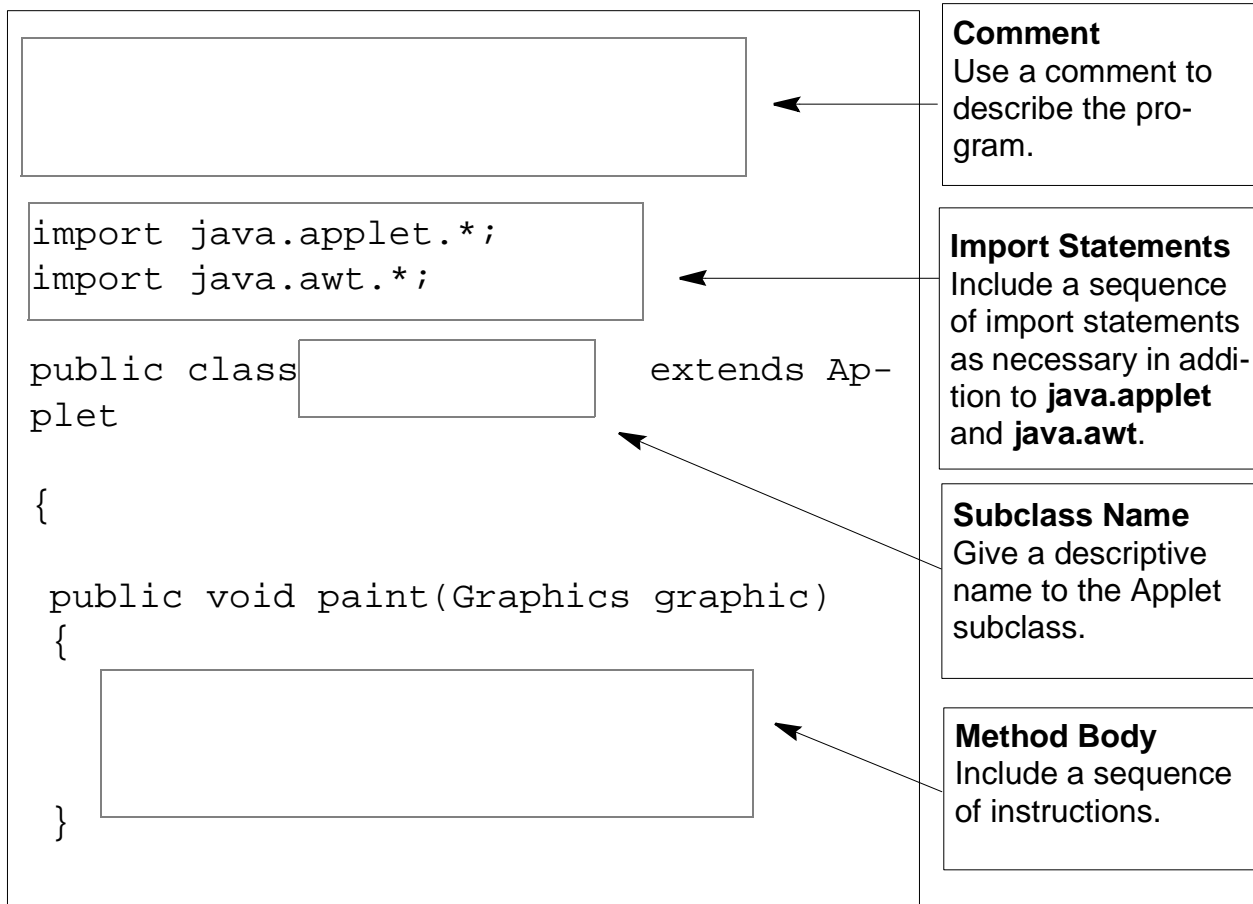 import java.applet.*;
import java.awt.*;
public class extends Ap-
plet
{
public void paint(Graphics graphic)
{
}
Comment
Use a comment to
describe the pro-
gram.
Import Statements
Include a sequence
of import statements
as necessary in addi-
tion to java.applet
and java.awt.
Subclass Name
Give a descriptive
name to the Applet
subclass.
Method Body
Include a sequence
of instructions.